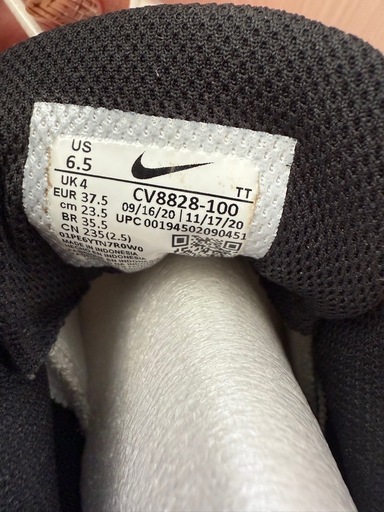 US
6.5
TT
UK 4
EUR 37.5
cm 23.5
BR 35.5
CN 235(2.5)
CV8828-100
09/16/20 | 11/17/20
UPC 00194502090451
01PF6YTN7R0W0
MADE IN INDONESIA